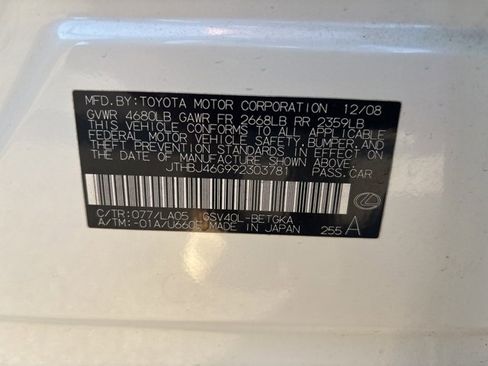 MFD.BY:TOYOTA MOTOR CORPORATION 12/08
GVWR 4680LB GAWR FR 2668LB RR 2359LB
THIS VEHICLE CONFORMS TO ALL APPLICABLE
FEDERAL MOTOR VEHICLE SAFETY,BUMPER,AND
THEFT PREVENTION STANDARDS IN EFFECT ON
THE DATE OF MANUFACTURE SHOWN ABOVE.
JTHBJ46G992303781 PASS.CAR
C/TR:077/LA05 GSV40L-BETGKA
A/TM:-01A/U660E MADE IN JAPAN 255 A